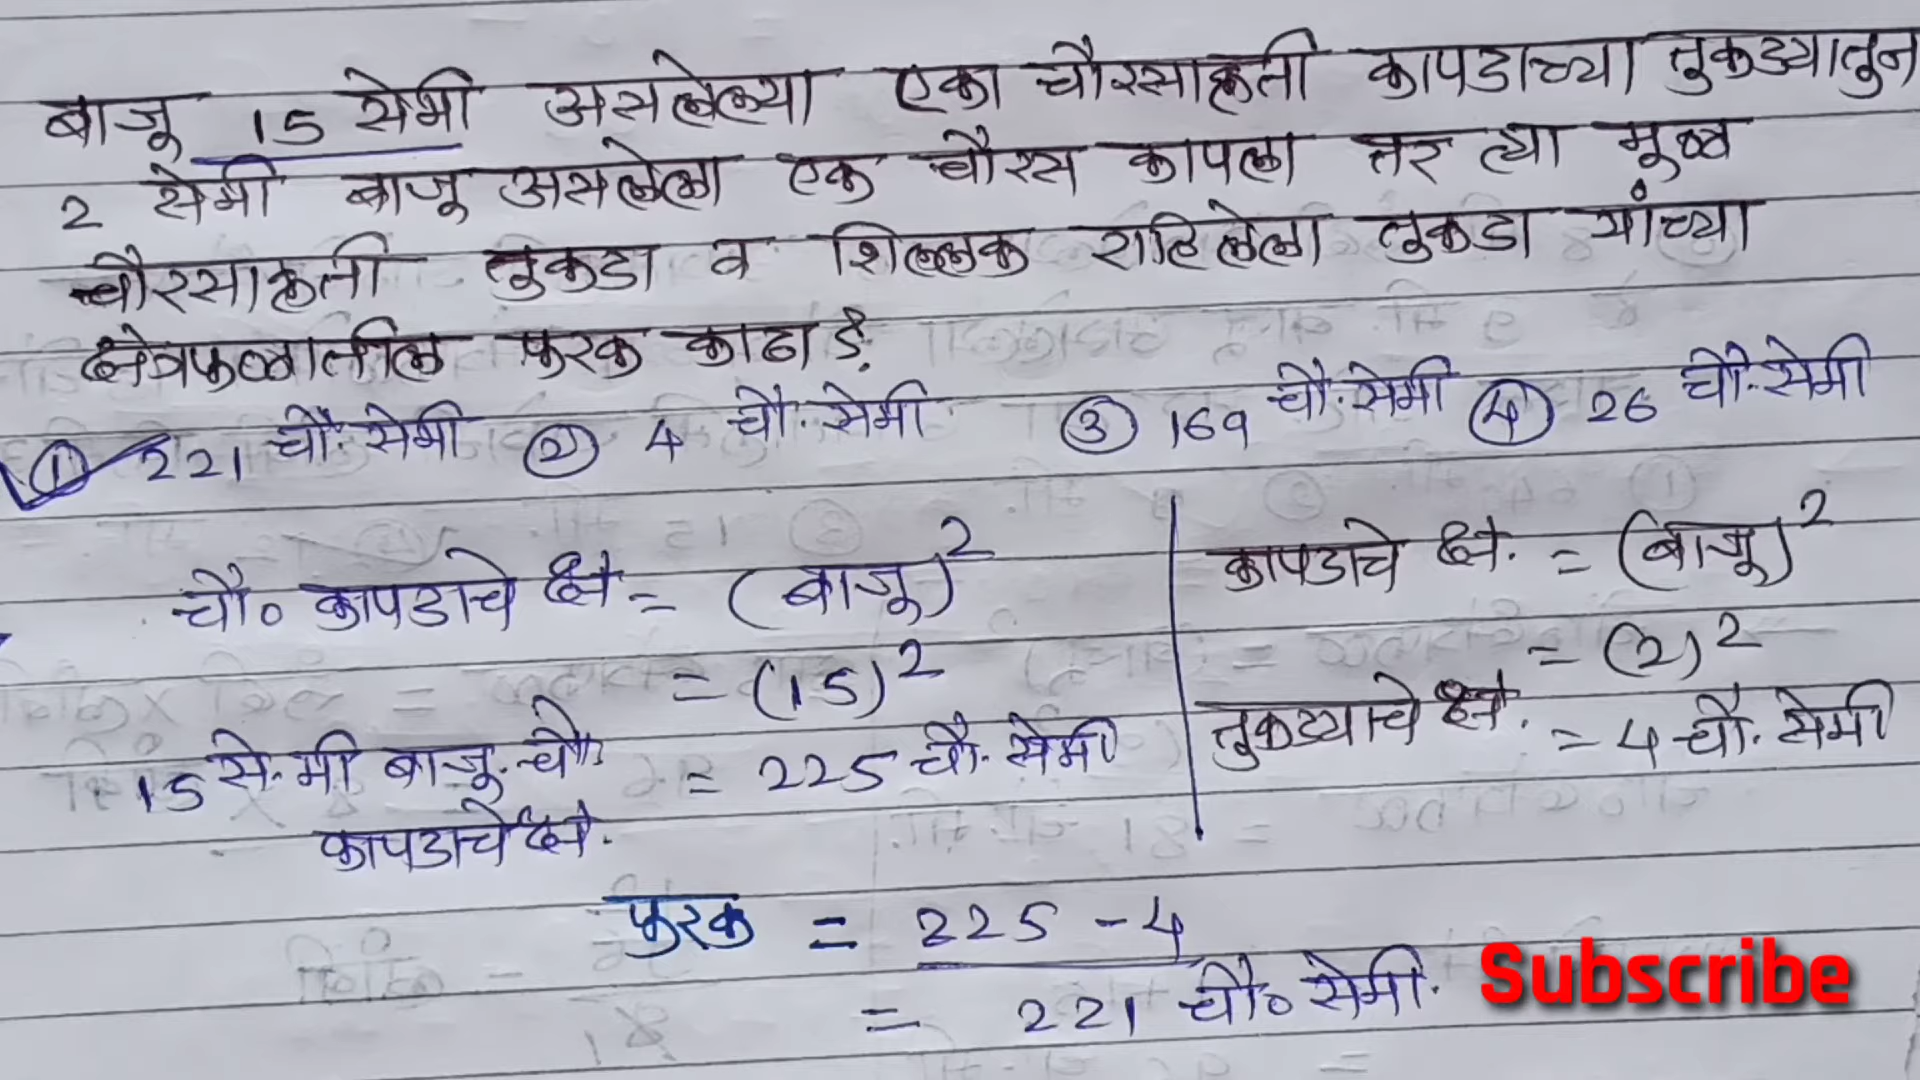 बाजू 15 सेमी असलेल्या एका चौरसाकृती कापडाच्या तुकड्यातुन
2 सेमी बाजू असलेला एक चौरस कापला तर त्या मूळ
चौरसाकृती तुकडा व शिल्लक राहिलेला तुकडा यांच्या
क्षेत्रफळातील फरक काढा ?
① 221 चौ. सेमी ② 4 चौ. सेमी ③ 169 चौ. सेमी ④ 26 चौ. सेमी
चौ० कापडाचे क्षे = (बाजू)²
= (15)²
15 से. मी बाजू. चौ = 225 चौ. सेमी
कापडाचे क्षे.
कापडाचे क्षे. = (बाजू)²
= (2)²
तुकड्याचे क्षे. = 4 चौ. सेमी
फरक = 225 - 4
= 221 चौ० सेमी.
Subscribe